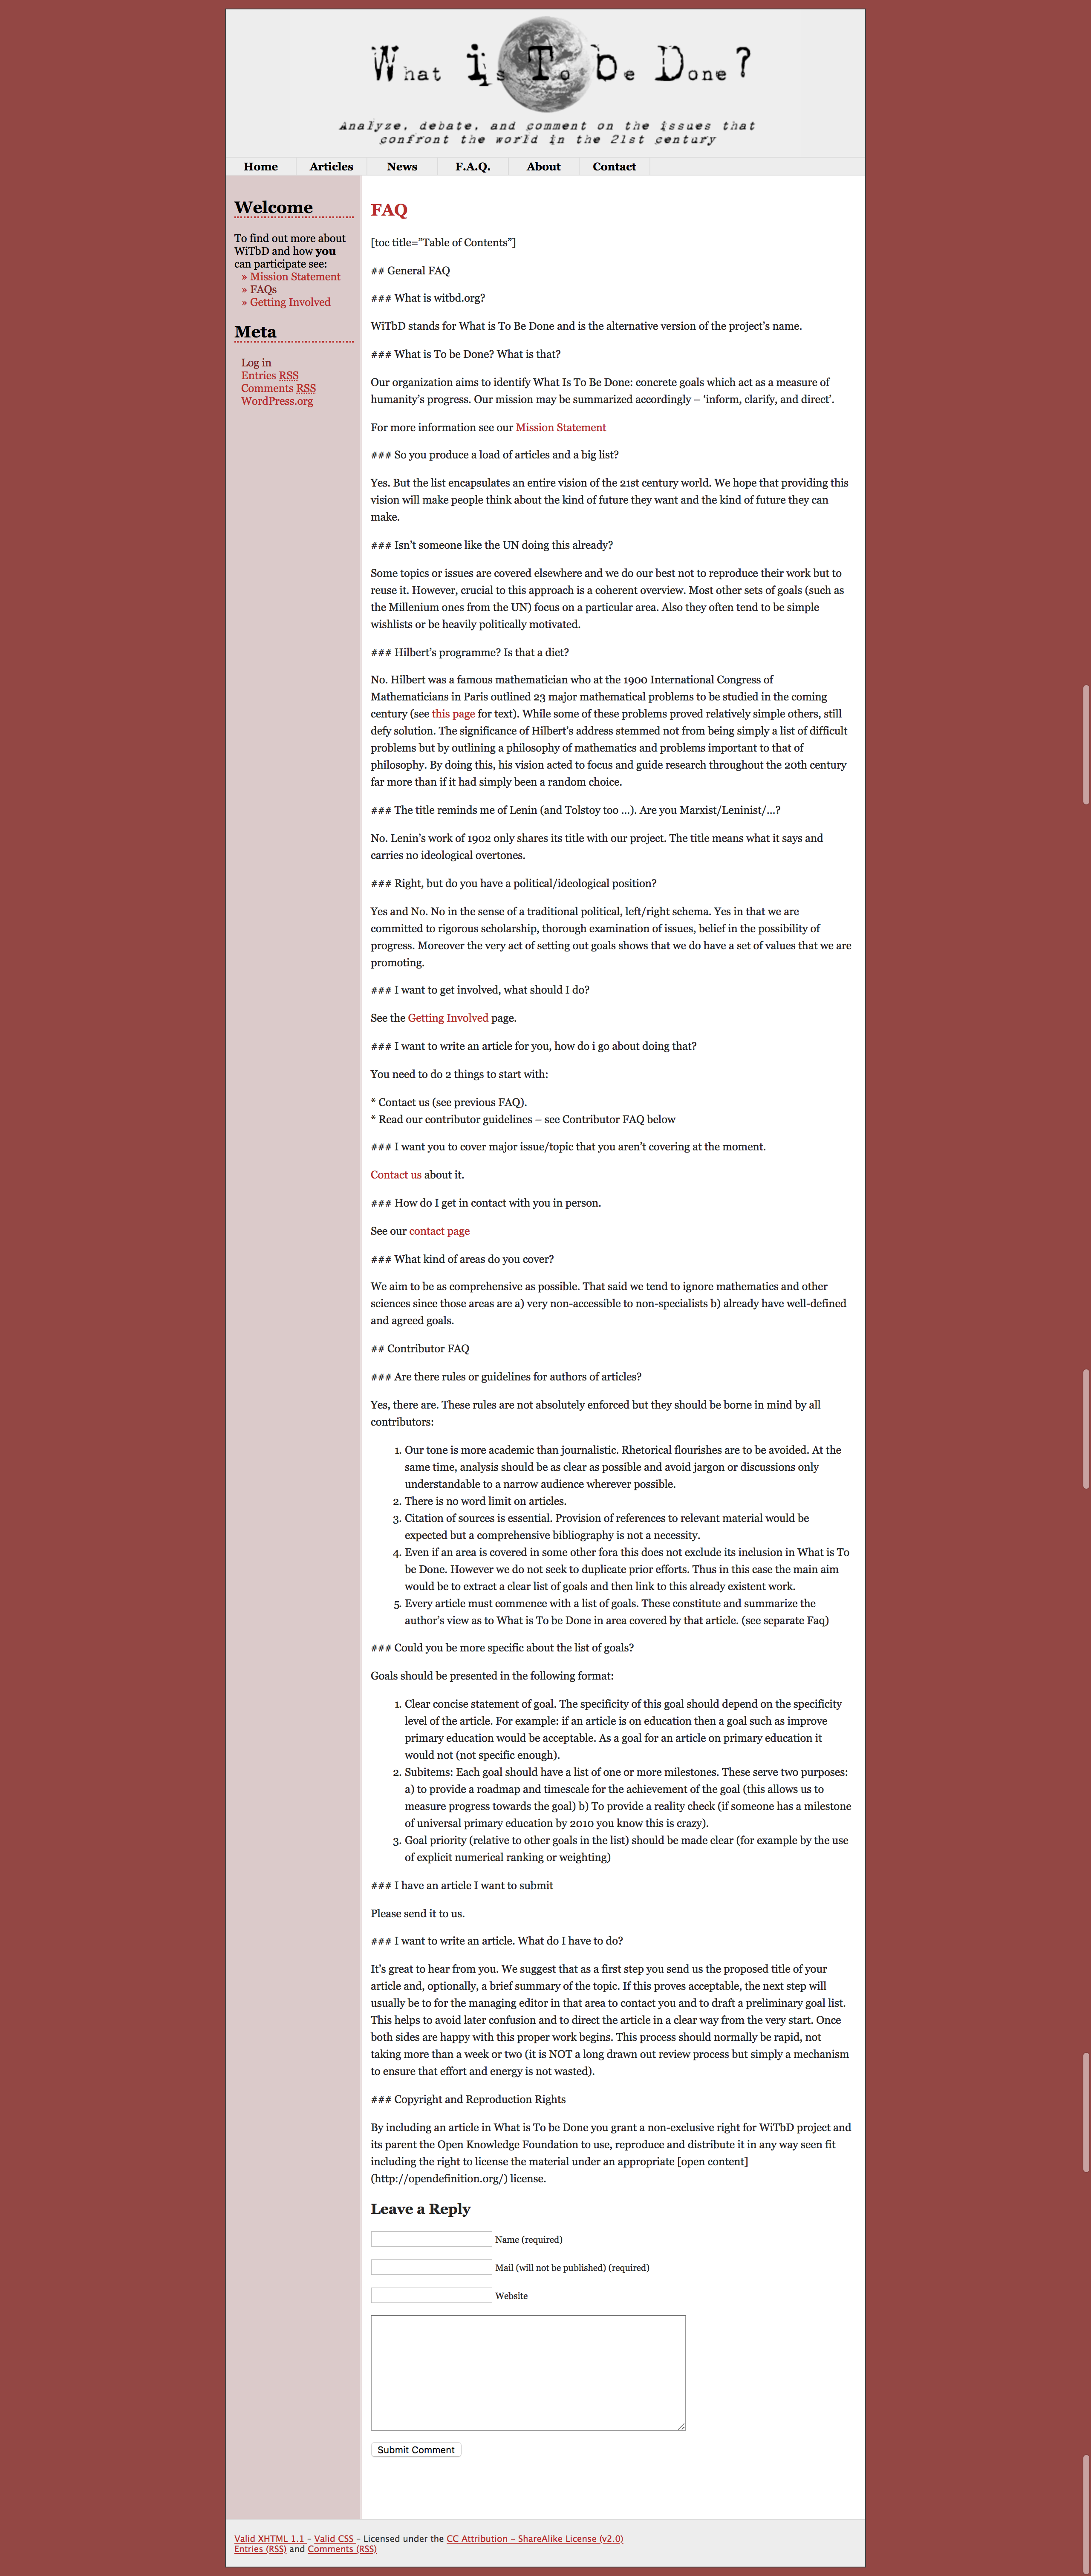 What is To be Done?
Analyze, debate, and comment on the issues that
confront the world in the 21st century
Home Articles News F.A.Q. About Contact
Welcome
To find out more about
WiTbD and how you
can participate see:
» Mission Statement
» FAQs
» Getting Involved
Meta
Log in
Entries RSS
Comments RSS
WordPress.org
FAQ
[toc title=”Table of Contents”]
## General FAQ
### What is witbd.org?
WiTbD stands for What is To Be Done and is the alternative version of the project’s name.
### What is To be Done? What is that?
Our organization aims to identify What Is To Be Done: concrete goals which act as a measure of
humanity’s progress. Our mission may be summarized accordingly – ‘inform, clarify, and direct’.
For more information see our Mission Statement
### So you produce a load of articles and a big list?
Yes. But the list encapsulates an entire vision of the 21st century world. We hope that providing this
vision will make people think about the kind of future they want and the kind of future they can
make.
### Isn’t someone like the UN doing this already?
Some topics or issues are covered elsewhere and we do our best not to reproduce their work but to
reuse it. However, crucial to this approach is a coherent overview. Most other sets of goals (such as
the Millenium ones from the UN) focus on a particular area. Also they often tend to be simple
wishlists or be heavily politically motivated.
### Hilbert’s programme? Is that a diet?
No. Hilbert was a famous mathematician who at the 1900 International Congress of
Mathematicians in Paris outlined 23 major mathematical problems to be studied in the coming
century (see this page for text). While some of these problems proved relatively simple others, still
defy solution. The significance of Hilbert’s address stemmed not from being simply a list of difficult
problems but by outlining a philosophy of mathematics and problems important to that of
philosophy. By doing this, his vision acted to focus and guide research throughout the 20th century
far more than if it had simply been a random choice.
### The title reminds me of Lenin (and Tolstoy too …). Are you Marxist/Leninist/…?
No. Lenin’s work of 1902 only shares its title with our project. The title means what it says and
carries no ideological overtones.
### Right, but do you have a political/ideological position?
Yes and No. No in the sense of a traditional political, left/right schema. Yes in that we are
committed to rigorous scholarship, thorough examination of issues, belief in the possibility of
progress. Moreover the very act of setting out goals shows that we do have a set of values that we are
promoting.
### I want to get involved, what should I do?
See the Getting Involved page.
### I want to write an article for you, how do i go about doing that?
You need to do 2 things to start with:
* Contact us (see previous FAQ).
* Read our contributor guidelines – see Contributor FAQ below
### I want you to cover major issue/topic that you aren’t covering at the moment.
Contact us about it.
### How do I get in contact with you in person.
See our contact page
### What kind of areas do you cover?
We aim to be as comprehensive as possible. That said we tend to ignore mathematics and other
sciences since those areas are a) very non-accessible to non-specialists b) already have well-defined
and agreed goals.
## Contributor FAQ
### Are there rules or guidelines for authors of articles?
Yes, there are. These rules are not absolutely enforced but they should be borne in mind by all
contributors:
1. Our tone is more academic than journalistic. Rhetorical flourishes are to be avoided. At the
same time, analysis should be as clear as possible and avoid jargon or discussions only
understandable to a narrow audience wherever possible.
2. There is no word limit on articles.
3. Citation of sources is essential. Provision of references to relevant material would be
expected but a comprehensive bibliography is not a necessity.
4. Even if an area is covered in some other fora this does not exclude its inclusion in What is To
be Done. However we do not seek to duplicate prior efforts. Thus in this case the main aim
would be to extract a clear list of goals and then link to this already existent work.
5. Every article must commence with a list of goals. These constitute and summarize the
author’s view as to What is To be Done in area covered by that article. (see separate Faq)
### Could you be more specific about the list of goals?
Goals should be presented in the following format:
1. Clear concise statement of goal. The specificity of this goal should depend on the specificity
level of the article. For example: if an article is on education then a goal such as improve
primary education would be acceptable. As a goal for an article on primary education it
would not (not specific enough).
2. Subitems: Each goal should have a list of one or more milestones. These serve two purposes:
a) to provide a roadmap and timescale for the achievement of the goal (this allows us to
measure progress towards the goal) b) To provide a reality check (if someone has a milestone
of universal primary education by 2010 you know this is crazy).
3. Goal priority (relative to other goals in the list) should be made clear (for example by the use
of explicit numerical ranking or weighting)
### I have an article I want to submit
Please send it to us.
### I want to write an article. What do I have to do?
It’s great to hear from you. We suggest that as a first step you send us the proposed title of your
article and, optionally, a brief summary of the topic. If this proves acceptable, the next step will
usually be to for the managing editor in that area to contact you and to draft a preliminary goal list.
This helps to avoid later confusion and to direct the article in a clear way from the very start. Once
both sides are happy with this proper work begins. This process should normally be rapid, not
taking more than a week or two (it is NOT a long drawn out review process but simply a mechanism
to ensure that effort and energy is not wasted).
### Copyright and Reproduction Rights
By including an article in What is To be Done you grant a non-exclusive right for WiTbD project and
its parent the Open Knowledge Foundation to use, reproduce and distribute it in any way seen fit
including the right to license the material under an appropriate [open content]
(http://opendefinition.org/) license.
Leave a Reply
Name (required)
Mail (will not be published) (required)
Website
Submit Comment
Valid XHTML 1.1 - Valid CSS - Licensed under the CC Attribution - ShareAlike License (v2.0)
Entries (RSS) and Comments (RSS)